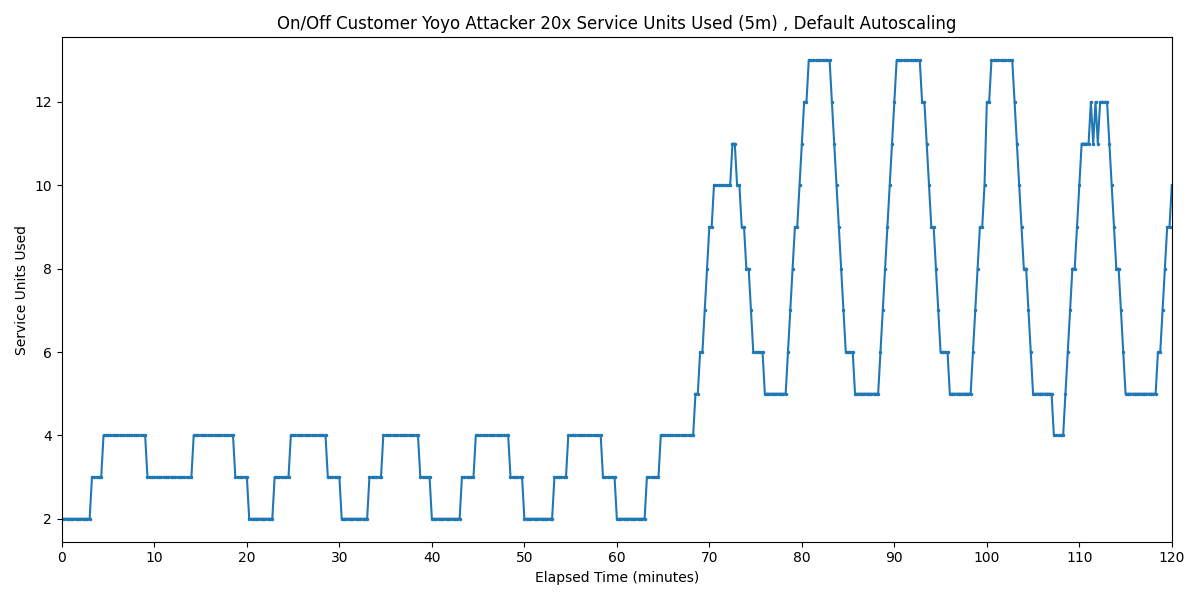 On/Off Customer Yoyo Attacker 20x Service Units Used (5m) , Default Autoscaling
Service Units Used
12
10
8
6
4
2
0 10 20 30 40 50 60 70 80 90 100 110 120
Elapsed Time (minutes)